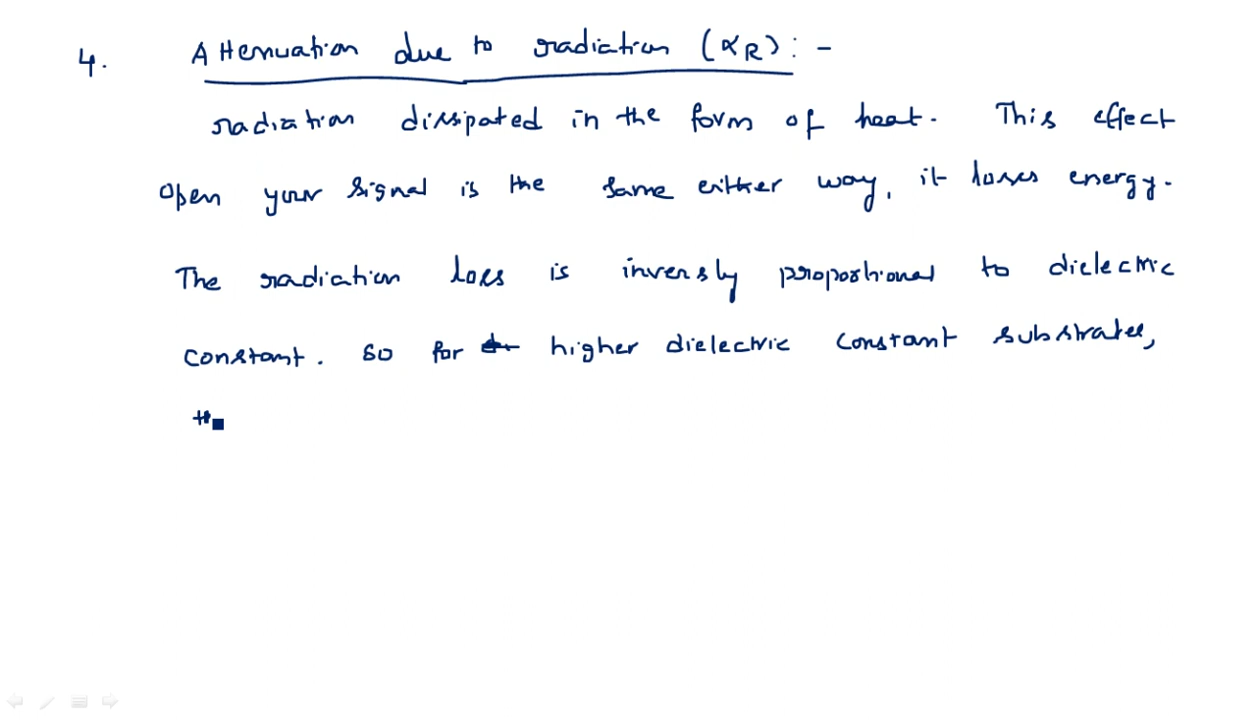 4. Attenuation due to radiation (αR): -
radiation dissipated in the form of heat. This effect
open your signal is the same either way, it loses energy.
The radiation loss is inversly proportional to dielectric
constant. so for higher dielectric constant substrates,